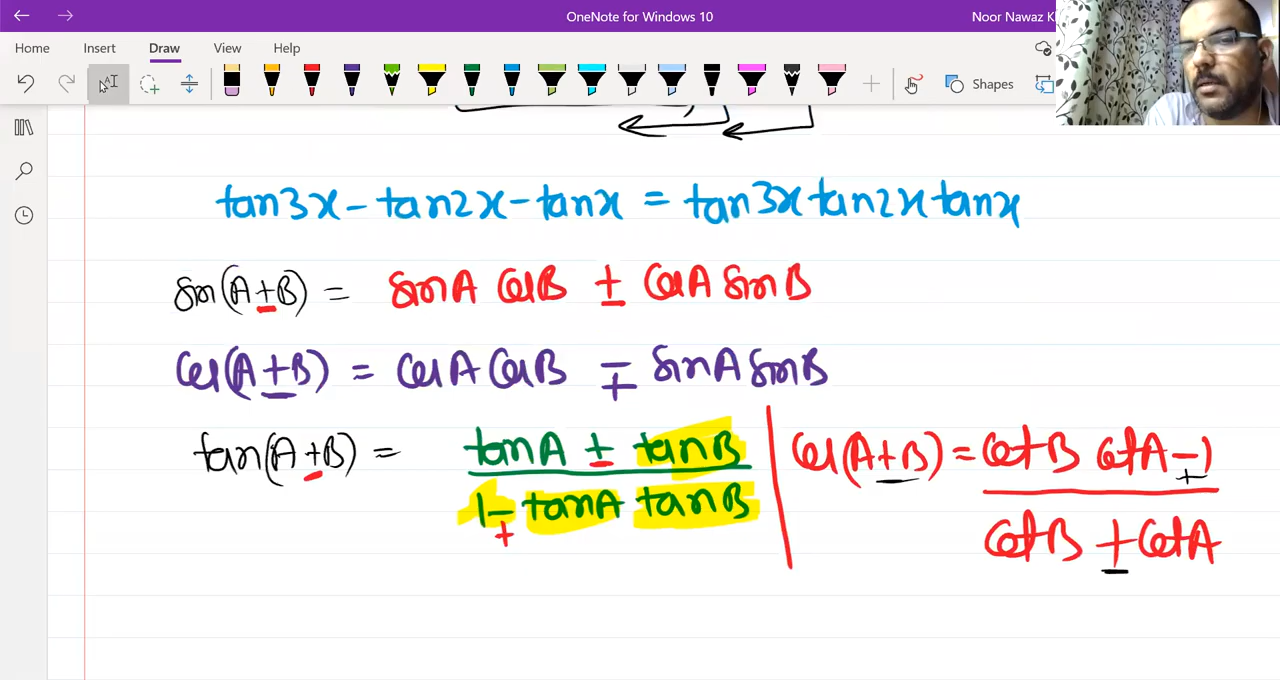 OneNote for Windows 10
Noor Nawaz K
Home Insert Draw View Help
Shapes
tan3x - tan2x - tanx = tan3x tan2x tanx
sin(A±B) = sinA cosB ± cosA sinB
cos(A±B) = cosA cosB ∓ sinA sinB
tan(A±B) = tanA ± tanB / 1∓ tanA tanB
cos(A±B) = cotB cotA ∓ 1 / cotB ± cotA